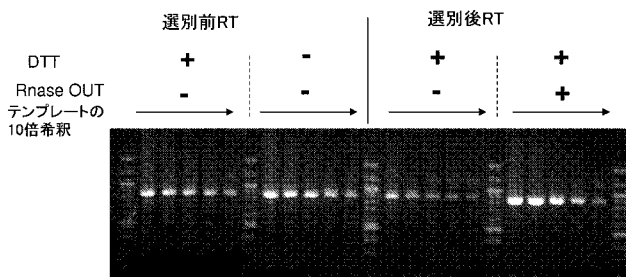 選別前RT 選別後RT
DTT + - + +
Rnase OUT - - - +
テンプレートの
10倍希釈